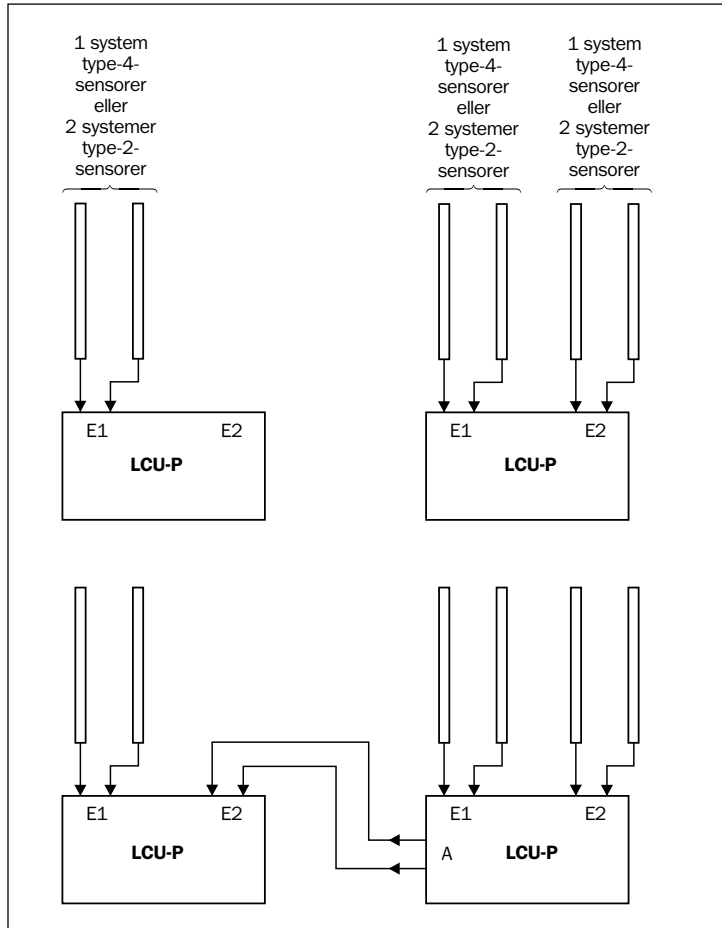 1 system
type-4-
sensorer
eller
2 systemer
type-2-
sensorer
1 system
type-4-
sensorer
eller
2 systemer
type-2-
sensorer
1 system
type-4-
sensorer
eller
2 systemer
type-2-
sensorer
E1 E2
LCU-P
E1 E2
LCU-P
E1 E2
LCU-P
E1 E2
A LCU-P